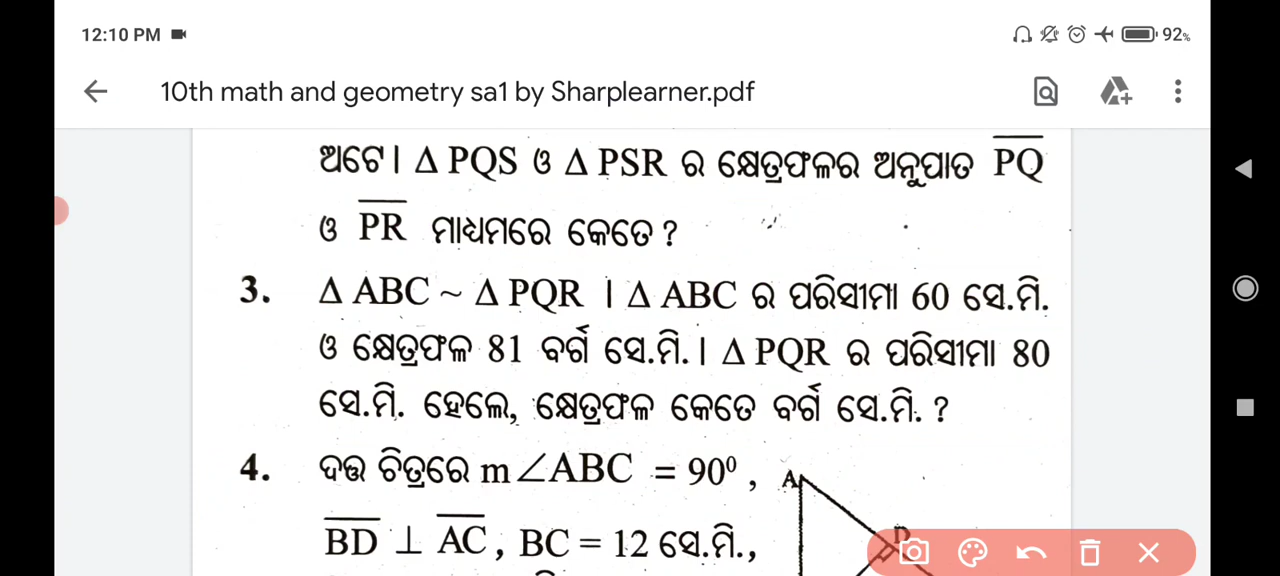 12:10 PM
92%
10th math and geometry sa1 by Sharplearner.pdf
ଅଟେ। Δ PQS ଓ Δ PSR ର କ୍ଷେତ୍ରଫଳର ଅନୁପାତ PQ
ଓ PR ମାଧ୍ୟମରେ କେତେ ?
3. Δ ABC ~ Δ PQR । Δ ABC ର ପରିସୀମା 60 ସେ.ମି.
ଓ କ୍ଷେତ୍ରଫଳ 81 ବର୍ଗ ସେ.ମି.। Δ PQR ର ପରିସୀମା 80
ସେ.ମି. ହେଲେ, କ୍ଷେତ୍ରଫଳ କେତେ ବର୍ଗ ସେ.ମି. ?
4. ଦତ୍ତ ଚିତ୍ରରେ m∠ABC = 90⁰ ,
A
BD ⊥ AC , BC = 12 ସେ.ମି.,
D